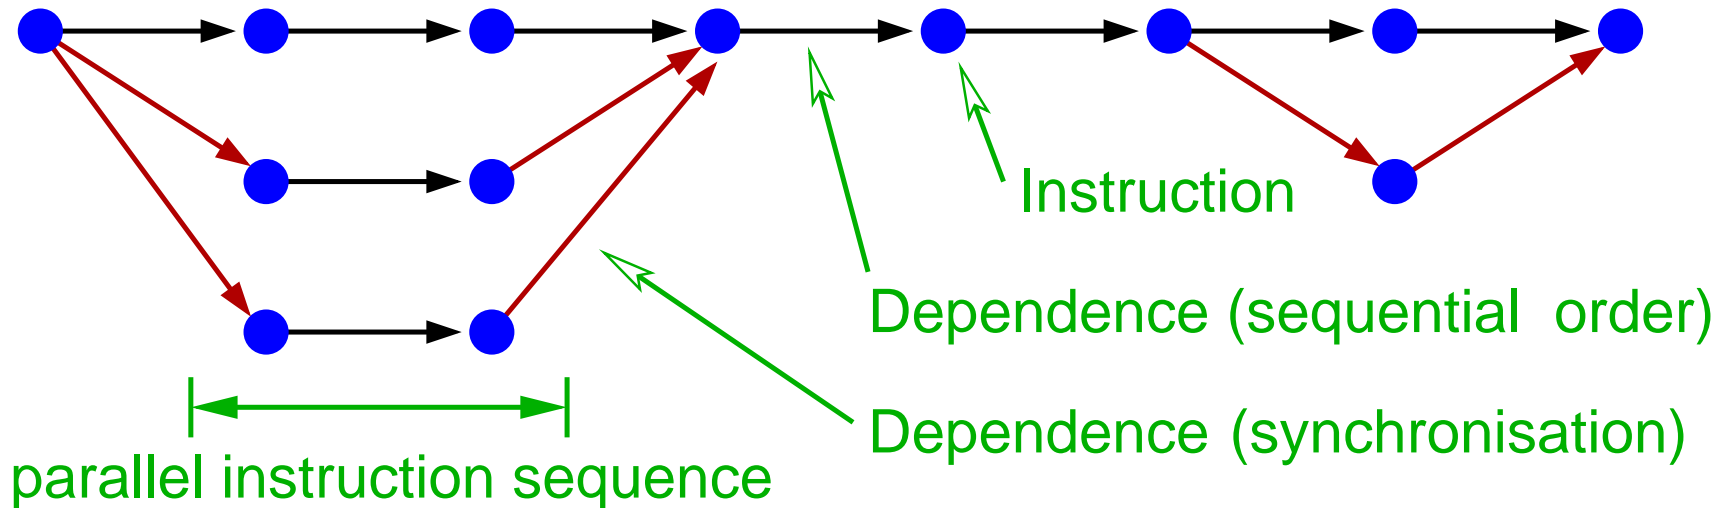 Instruction
Dependence (sequential order)
Dependence (synchronisation)
parallel instruction sequence